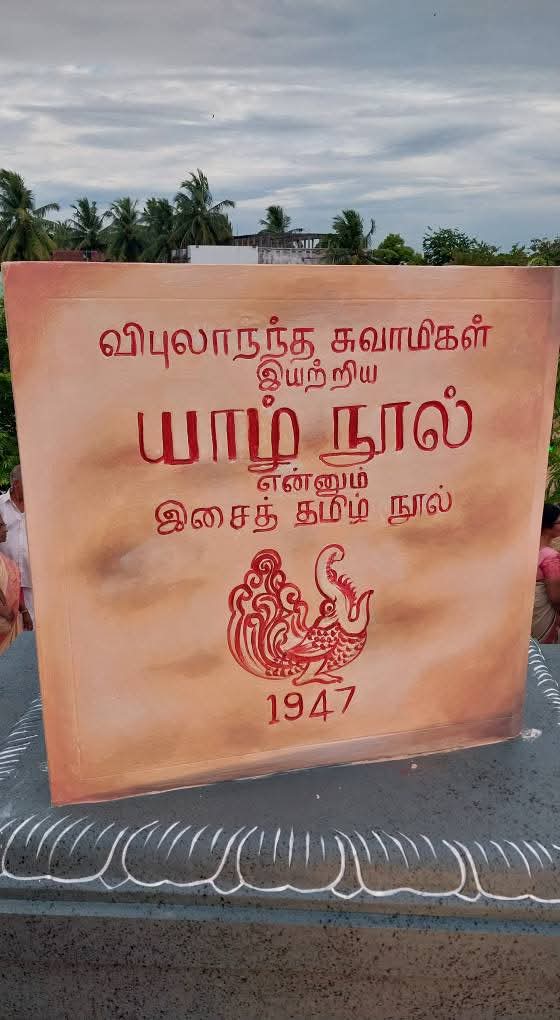 விபுலாநந்த சுவாமிகள்
இயற்றிய
யாழ் நூல்
என்னும்
இசைத் தமிழ் நூல்
1947